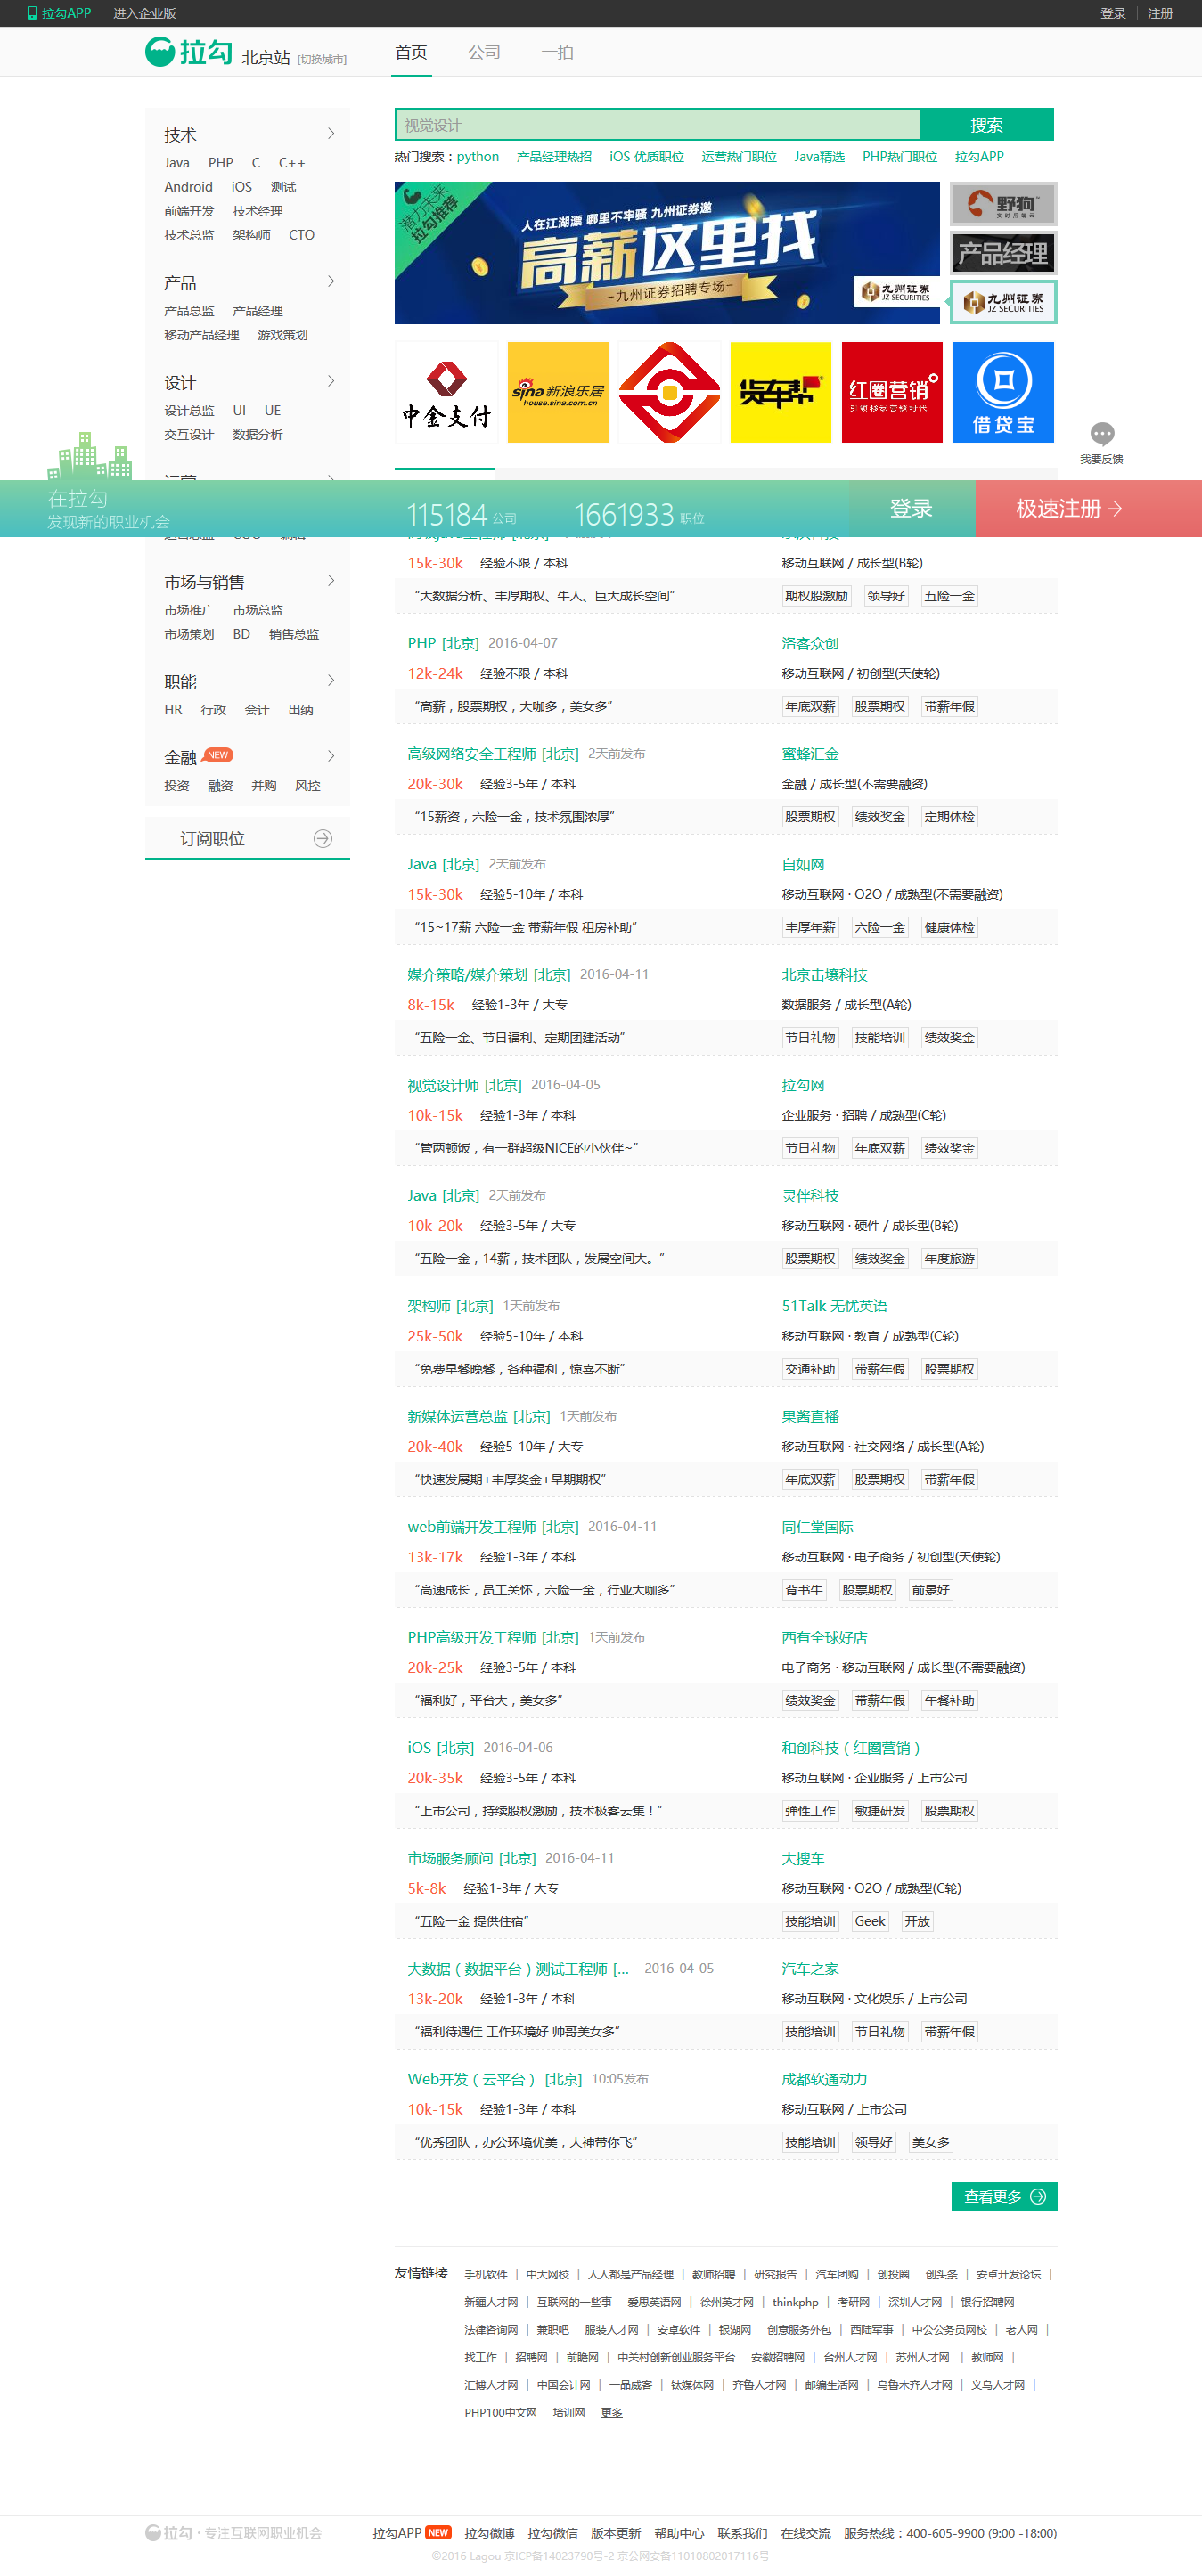 拉勾APP 进入企业版 登录 注册
拉勾 北京站 [切换城市] 首页 公司 一拍
技术
Java PHP C C++
Android iOS 测试
前端开发 技术经理
技术总监 架构师 CTO
产品
产品总监 产品经理
移动产品经理 游戏策划
设计
设计总监 UI UE
交互设计 数据分析
市场与销售
市场推广 市场总监
市场策划 BD 销售总监
职能
HR 行政 会计 出纳
金融 NEW
投资 融资 并购 风控
订阅职位
视觉设计 搜索
热门搜索：python 产品经理热招 iOS 优质职位 运营热门职位 Java精选 PHP热门职位 拉勾APP
潜力未来
拉勾推荐
人在江湖漂 哪里不牢骚 九州证券邀
高薪这里找
-九州证券招聘专场-
九州证券
JZ SECURITIES
野狗
产品经理
九州证券
JZ SECURITIES
中金支付
sina 新浪乐居
house.sina.com.cn
货车帮
红圈营销
引领移动营销时代
借贷宝
我要反馈
在拉勾
发现新的职业机会
115184 公司 1661933 职位 登录 极速注册
15k-30k 经验不限 / 本科 移动互联网 / 成长型(B轮)
“大数据分析、丰厚期权、牛人、巨大成长空间” 期权股激励 领导好 五险一金
PHP [北京] 2016-04-07 洛客众创
12k-24k 经验不限 / 本科 移动互联网 / 初创型(天使轮)
“高薪，股票期权，大咖多，美女多” 年底双薪 股票期权 带薪年假
高级网络安全工程师 [北京] 2天前发布 蜜蜂汇金
20k-30k 经验3-5年 / 本科 金融 / 成长型(不需要融资)
“15薪资，六险一金，技术氛围浓厚” 股票期权 绩效奖金 定期体检
Java [北京] 2天前发布 自如网
15k-30k 经验5-10年 / 本科 移动互联网 · O2O / 成熟型(不需要融资)
“15~17薪 六险一金 带薪年假 租房补助” 丰厚年薪 六险一金 健康体检
媒介策略/媒介策划 [北京] 2016-04-11 北京击壤科技
8k-15k 经验1-3年 / 大专 数据服务 / 成长型(A轮)
“五险一金、节日福利、定期团建活动” 节日礼物 技能培训 绩效奖金
视觉设计师 [北京] 2016-04-05 拉勾网
10k-15k 经验1-3年 / 本科 企业服务 · 招聘 / 成熟型(C轮)
“管两顿饭，有一群超级NICE的小伙伴~” 节日礼物 年底双薪 绩效奖金
Java [北京] 2天前发布 灵伴科技
10k-20k 经验3-5年 / 大专 移动互联网 · 硬件 / 成长型(B轮)
“五险一金，14薪，技术团队，发展空间大。” 股票期权 绩效奖金 年度旅游
架构师 [北京] 1天前发布 51Talk 无忧英语
25k-50k 经验5-10年 / 本科 移动互联网 · 教育 / 成熟型(C轮)
“免费早餐晚餐，各种福利，惊喜不断” 交通补助 带薪年假 股票期权
新媒体运营总监 [北京] 1天前发布 果酱直播
20k-40k 经验5-10年 / 大专 移动互联网 · 社交网络 / 成长型(A轮)
“快速发展期+丰厚奖金+早期期权” 年底双薪 股票期权 带薪年假
web前端开发工程师 [北京] 2016-04-11 同仁堂国际
13k-17k 经验1-3年 / 本科 移动互联网 · 电子商务 / 初创型(天使轮)
“高速成长，员工关怀，六险一金，行业大咖多” 背书牛 股票期权 前景好
PHP高级开发工程师 [北京] 1天前发布 西有全球好店
20k-25k 经验3-5年 / 本科 电子商务 · 移动互联网 / 成长型(不需要融资)
“福利好，平台大，美女多” 绩效奖金 带薪年假 午餐补助
iOS [北京] 2016-04-06 和创科技（红圈营销）
20k-35k 经验3-5年 / 本科 移动互联网 · 企业服务 / 上市公司
“上市公司，持续股权激励，技术极客云集！” 弹性工作 敏捷研发 股票期权
市场服务顾问 [北京] 2016-04-11 大搜车
5k-8k 经验1-3年 / 大专 移动互联网 · O2O / 成熟型(C轮)
“五险一金 提供住宿” 技能培训 Geek 开放
大数据（数据平台）测试工程师 [... 2016-04-05 汽车之家
13k-20k 经验1-3年 / 本科 移动互联网 · 文化娱乐 / 上市公司
“福利待遇佳 工作环境好 帅哥美女多” 技能培训 节日礼物 带薪年假
Web开发（云平台） [北京] 10:05发布 成都软通动力
10k-15k 经验1-3年 / 本科 移动互联网 / 上市公司
“优秀团队，办公环境优美，大神带你飞” 技能培训 领导好 美女多
查看更多
友情链接 手机软件 | 中大网校 | 人人都是产品经理 | 教师招聘 | 研究报告 | 汽车团购 | 创投圈 创头条 | 安卓开发论坛 |
新疆人才网 | 互联网的一些事 爱思英语网 | 徐州英才网 | thinkphp | 考研网 | 深圳人才网 | 银行招聘网
法律咨询网 | 兼职吧 服装人才网 | 安卓软件 | 银湖网 创意服务外包 | 西陆军事 | 中公公务员网校 | 老人网 |
找工作 | 招聘网 | 前瞻网 | 中关村创新创业服务平台 安徽招聘网 | 台州人才网 | 苏州人才网 | 教师网 |
汇博人才网 | 中国会计网 | 一品威客 | 钛媒体网 | 齐鲁人才网 | 邮编生活网 | 乌鲁木齐人才网 | 义乌人才网 |
PHP100中文网 培训网 更多
拉勾 · 专注互联网职业机会 拉勾APP NEW 拉勾微博 拉勾微信 版本更新 帮助中心 联系我们 在线交流 服务热线：400-605-9900 (9:00 -18:00)
©2016 Lagou 京ICP备14023790号-2 京公网安备11010802017116号